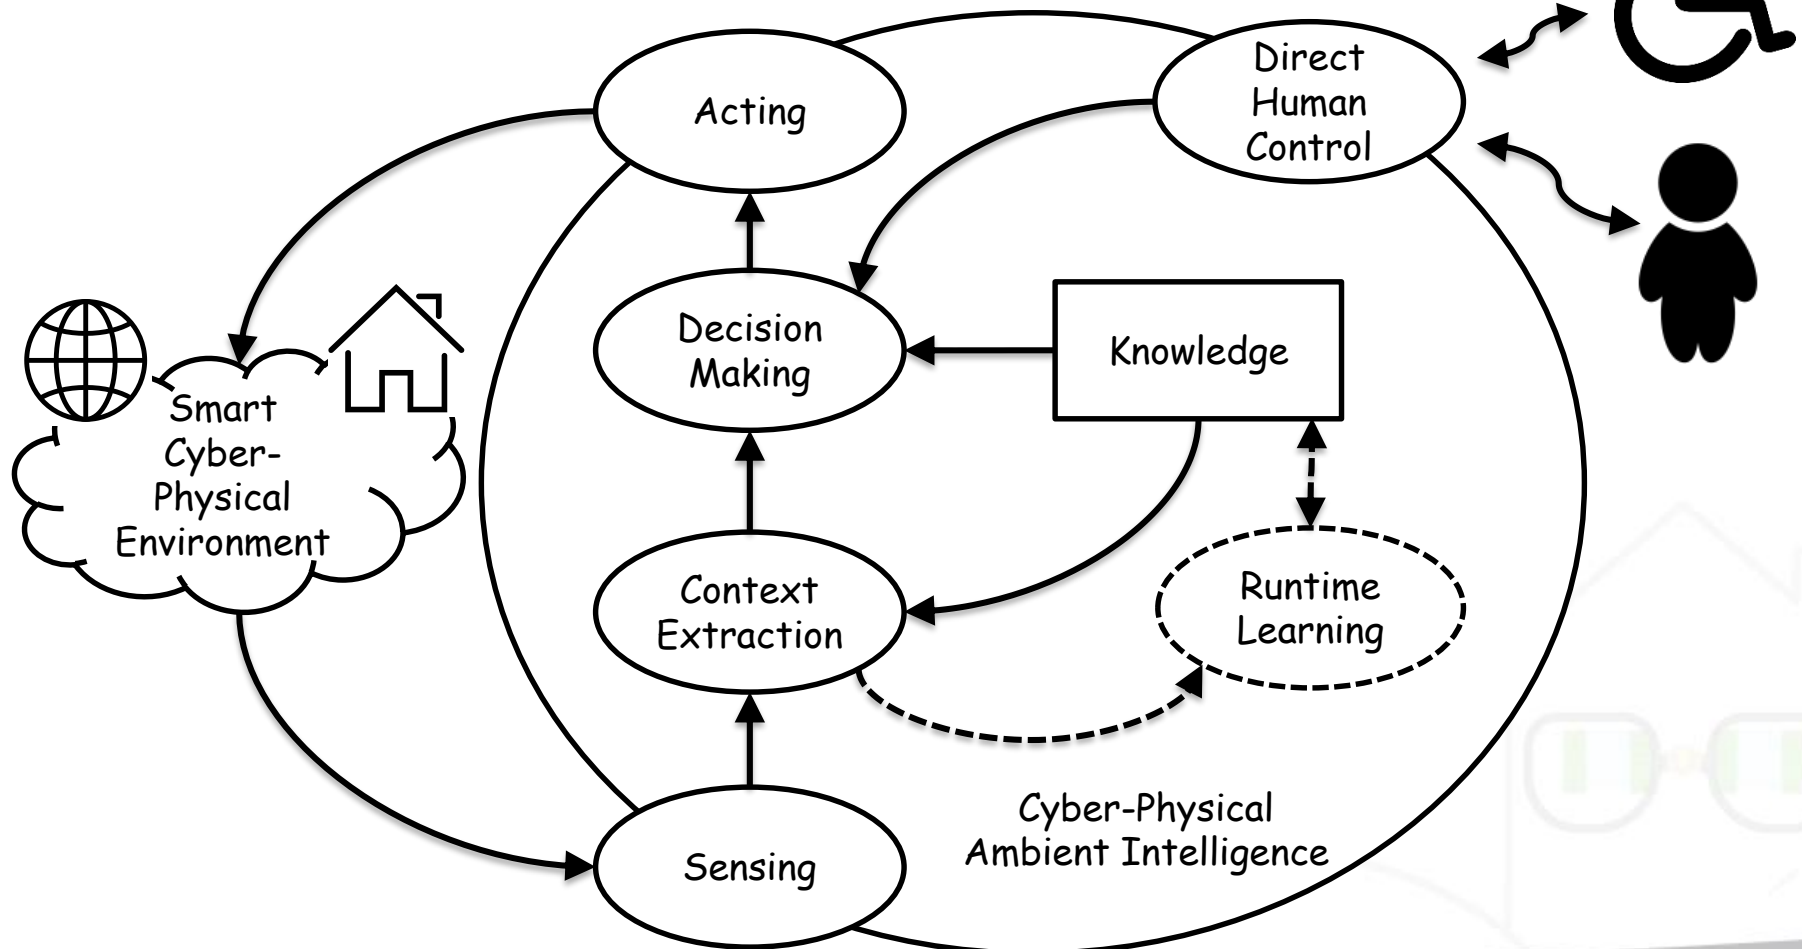 Acting
Direct
Human
Control
Decision
Making
Knowledge
Smart
Cyber-
Physical
Environment
Context
Extraction
Runtime
Learning
Sensing
Cyber-Physical
Ambient Intelligence